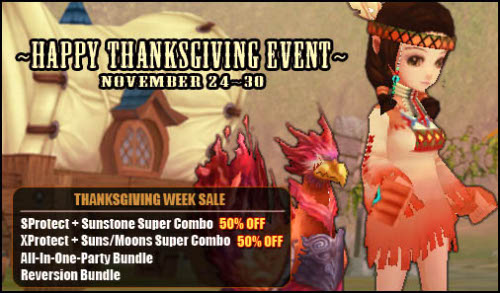 ~HAPPY THANKSGIVING EVENT~
NOVEMBER 24~30
THANKSGIVING WEEK SALE
SProtect + Sunstone Super Combo 50% OFF
XProtect + Suns/Moons Super Combo 50% OFF
All-In-One-Party Bundle
Reversion Bundle